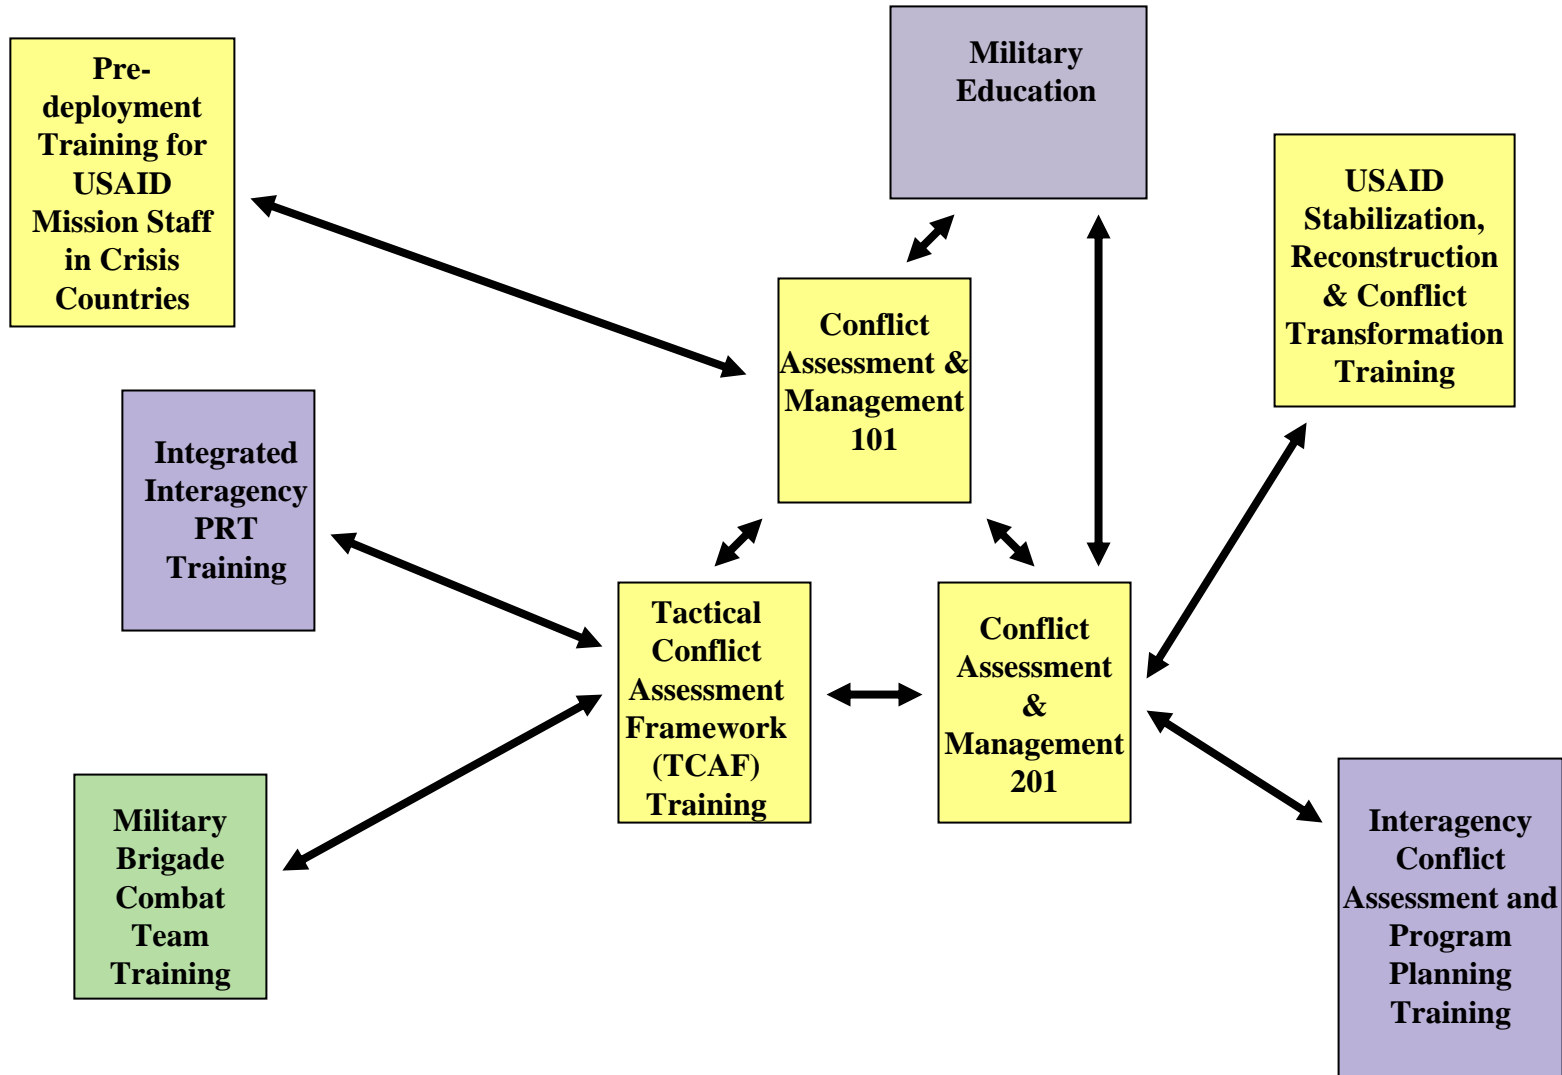 Pre-
deployment
Training for
USAID
Mission Staff
in Crisis
Countries
Military
Education
USAID
Stabilization,
Reconstruction
& Conflict
Transformation
Training
Conflict
Assessment &
Management
101
Integrated
Interagency
PRT
Training
Tactical
Conflict
Assessment
Framework
(TCAF)
Training
Conflict
Assessment
&
Management
201
Military
Brigade
Combat
Team
Training
Interagency
Conflict
Assessment and
Program
Planning
Training